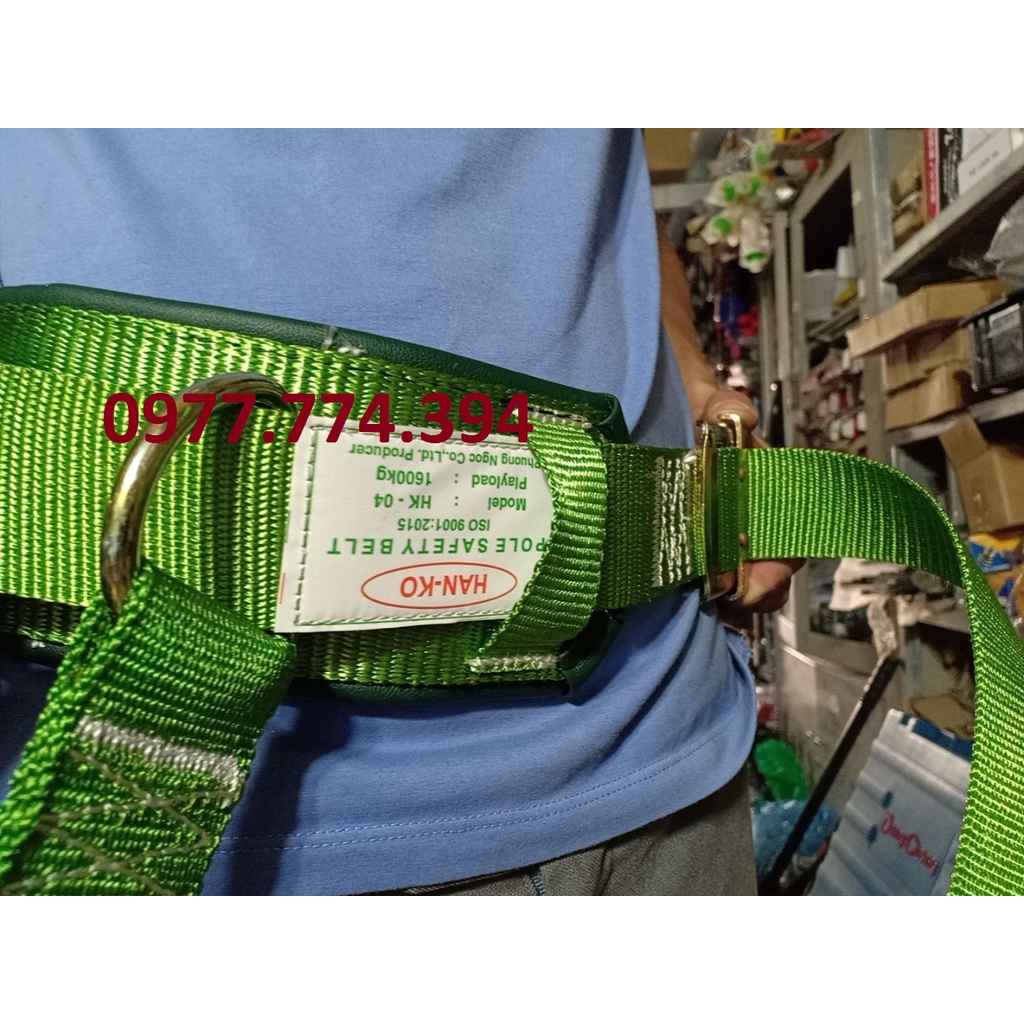 0977.774.394
HAN-KO
POLE SAFETY BELT
ISO 9001:2015
Model : HK - 04
Playload : 1600kg
Phuong Ngoc Co.,Ltd. Producer